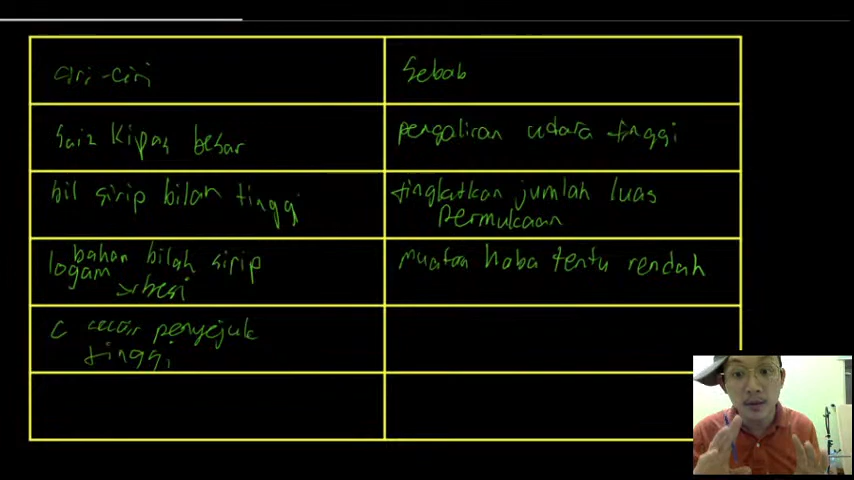 ciri-ciri
Sebab
Saiz kipas besar
pengaliran udara tinggi
bil sirip bilah tinggi
tingkatkan jumlah luas
permukaan
bahan bilah sirip
logam
besi
muatan haba tentu rendah
c cecair penyejuk
tinggi